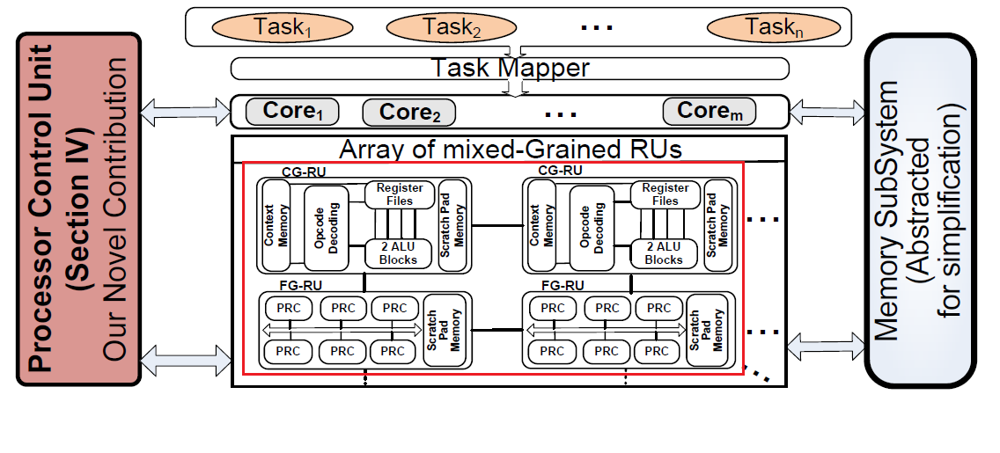 Task1
Task2
...
Taskn
Task Mapper
Core1
Core2
...
Corem
Processor Control Unit
(Section IV)
Our Novel Contribution
Memory SubSystem
(Abstracted
for simplification)
Array of mixed-Grained RUs
CG-RU
Context
Memory
Opcode
Decoding
Register
Files
2 ALU
Blocks
Scratch Pad
Memory
CG-RU
Context
Memory
Opcode
Decoding
Register
Files
2 ALU
Blocks
Scratch Pad
Memory
...
FG-RU
PRC
PRC
PRC
PRC
PRC
PRC
Scratch
Pad
Memory
FG-RU
PRC
PRC
PRC
PRC
PRC
PRC
Scratch
Pad
Memory
...